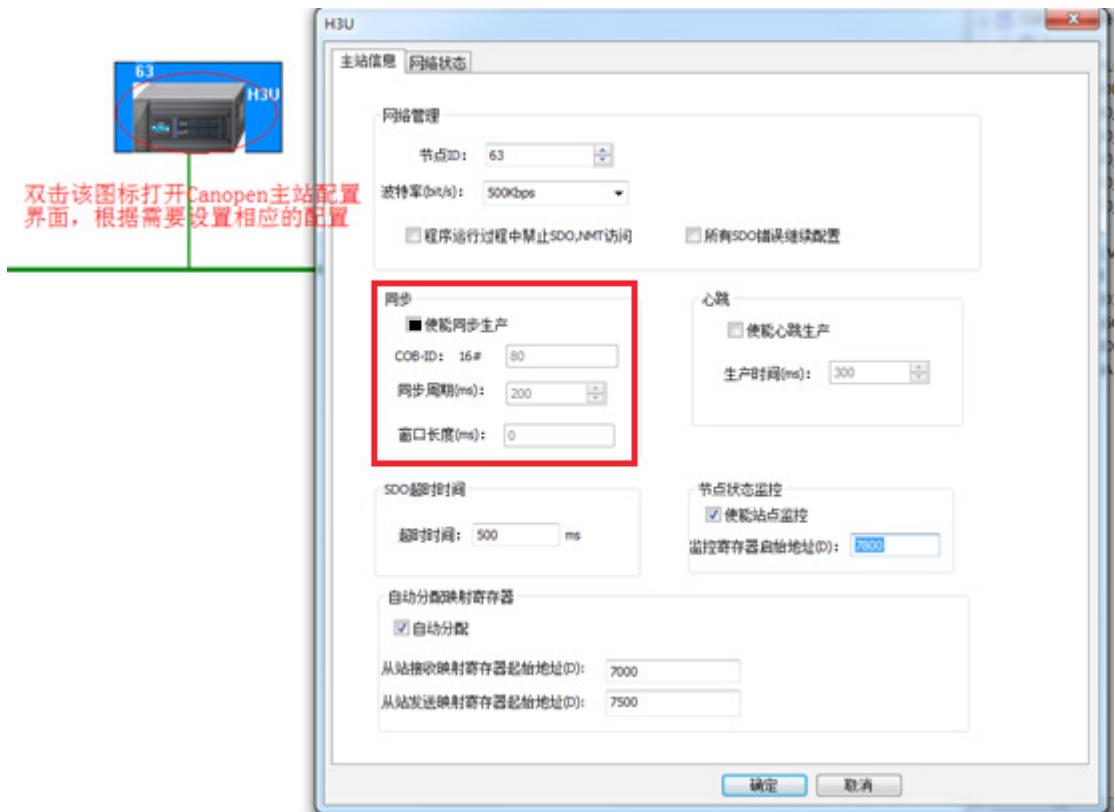 H3U
63
H3U
双击该图标打开Canopen主站配置
界面，根据需要设置相应的配置
主站信息
网络状态
网络管理
节点ID：
63
波特率(bit/s)：
500Kbps
程序运行过程中禁止SDO,NMT访问
所有SDO错误继续配置
同步
使能同步生产
COB-ID：
16#
80
同步周期(ms)：
200
窗口长度(ms)：
0
心跳
使能心跳生产
生产时间(ms)：
300
SDO超时时间
超时时间：
500
ms
节点状态监控
使能站点监控
监控寄存器启始地址(D)：
7800
自动分配映射寄存器
自动分配
从站接收映射寄存器起始地址(D)：
7000
从站发送映射寄存器起始地址(D)：
7500
确定
取消